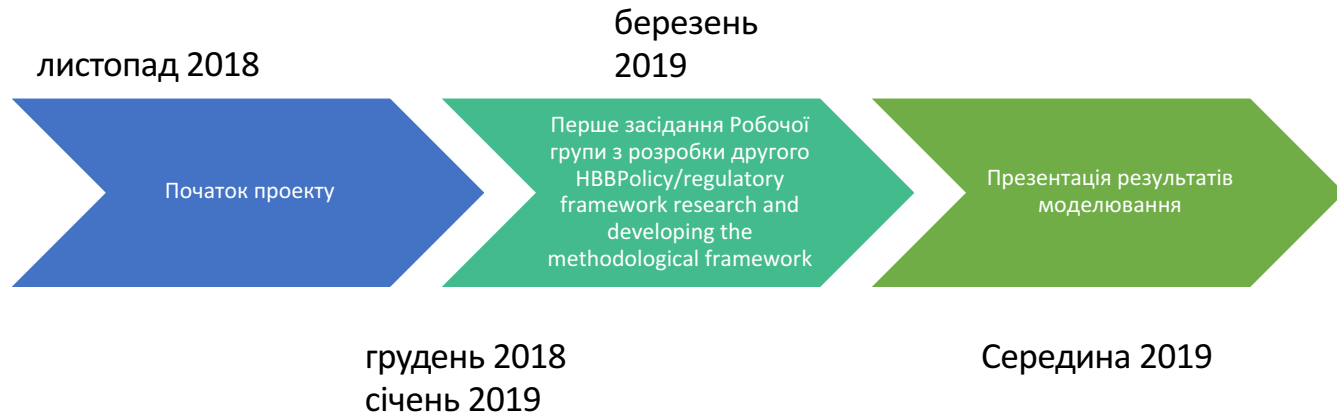 листопад 2018
березень
2019
Початок проекту
Перше засідання Робочої
групи з розробки другого
НВВPolicy/regulatory
framework research and
developing the
methodological framework
Презентація результатів
моделювання
грудень 2018
січень 2019
Середина 2019